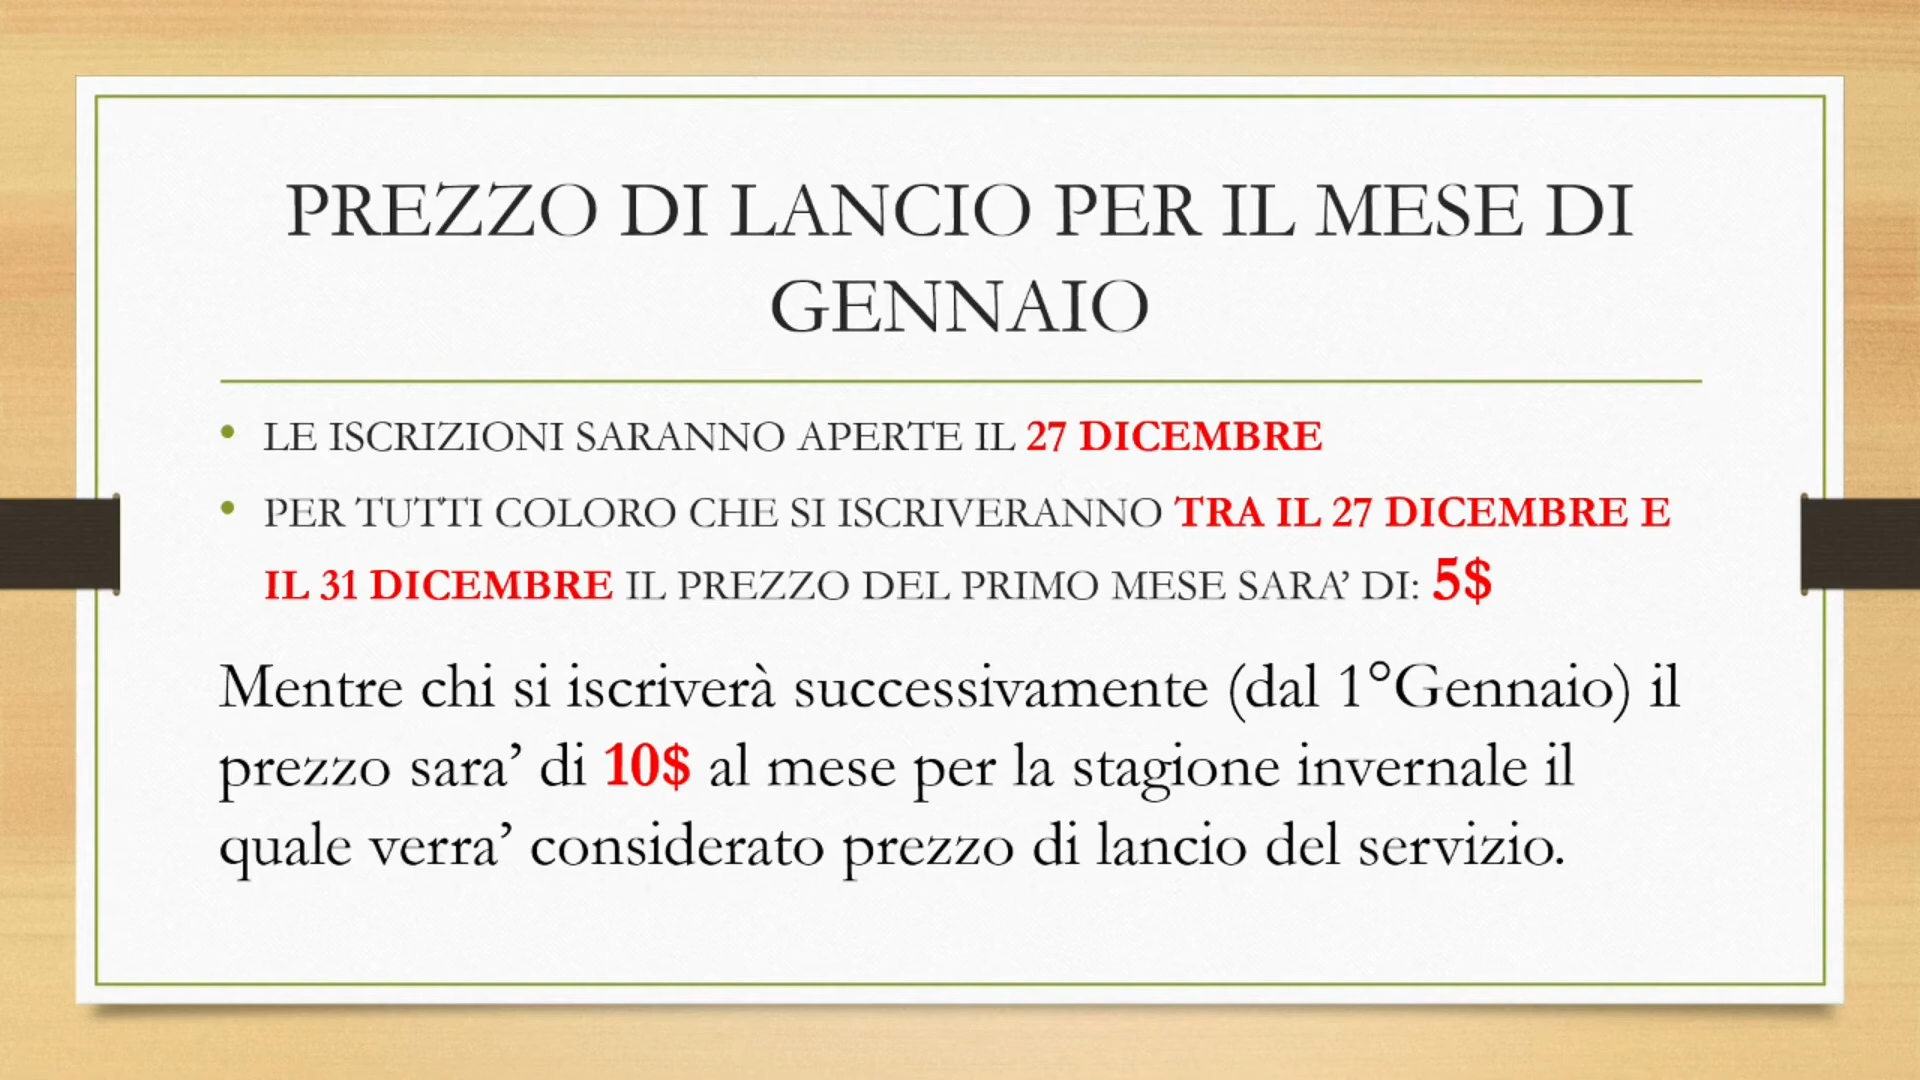 PREZZO DI LANCIO PER IL MESE DI
GENNAIO
• LE ISCRIZIONI SARANNO APERTE IL 27 DICEMBRE
• PER TUTTI COLORO CHE SI ISCRIVERANNO TRA IL 27 DICEMBRE E
IL 31 DICEMBRE IL PREZZO DEL PRIMO MESE SARA’ DI: 5$
Mentre chi si iscriverà successivamente (dal 1°Gennaio) il
prezzo sara’ di 10$ al mese per la stagione invernale il
quale verra’ considerato prezzo di lancio del servizio.